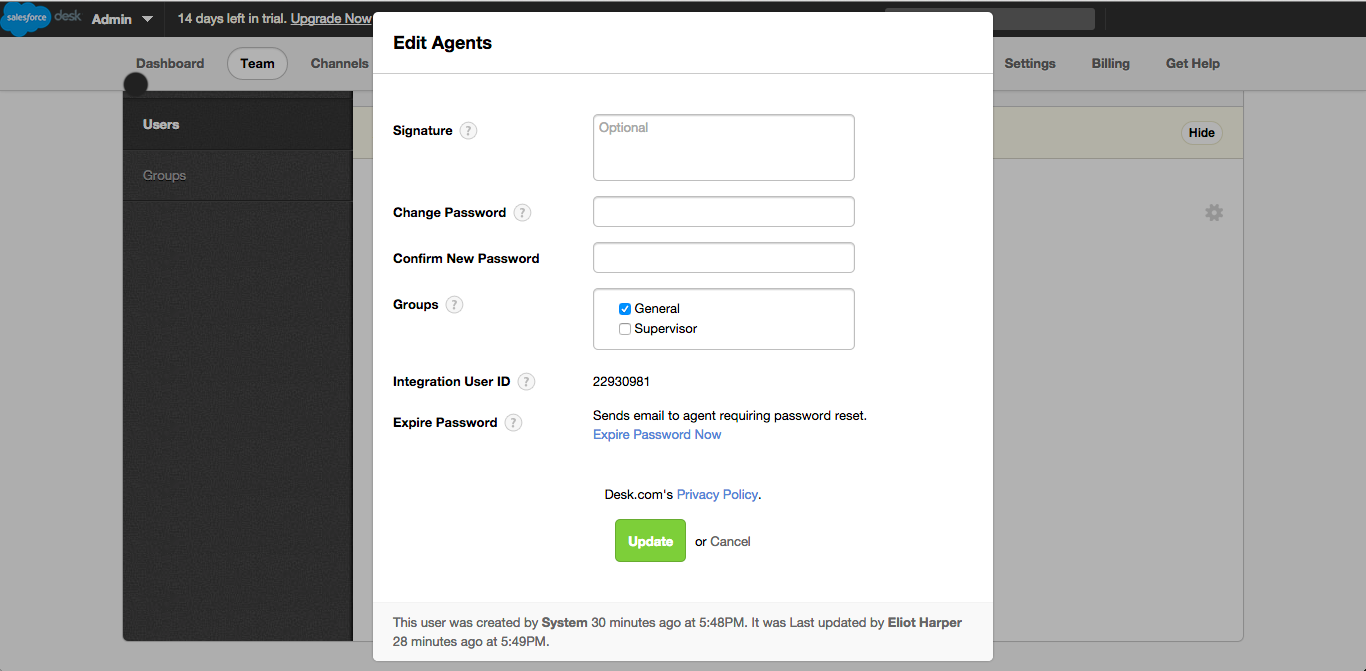 salesforce desk Admin 14 days left in trial. Upgrade Now
Dashboard Team Channels Settings Billing Get Help
Users
Groups
Hide
Edit Agents
Signature ? Optional
Change Password ?
Confirm New Password
Groups ? General
Supervisor
Integration User ID ? 22930981
Expire Password ? Sends email to agent requiring password reset.
Expire Password Now
Desk.com's Privacy Policy.
Update or Cancel
This user was created by System 30 minutes ago at 5:48PM. It was Last updated by Eliot Harper
28 minutes ago at 5:49PM.